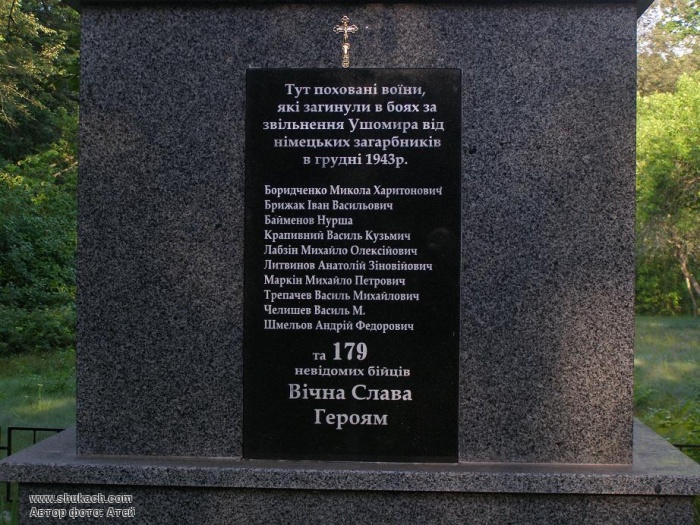 Тут поховані воїни,
які загинули в боях за
звільнення Ушомира від
німецьких загарбників
в грудні 1943р.
Боридченко Микола Харитонович
Брижак Іван Васильович
Байменов Нурша
Крапивний Василь Кузьмич
Лабзін Михайло Олексійович
Литвинов Анатолій Зіновійович
Маркін Михайло Петрович
Трепачев Василь Михайлович
Челишев Василь М.
Шмельов Андрій Федорович
та 179
невідомих бійців
Вічна Слава
Героям
www.shukach.com
Автор фото: Атей